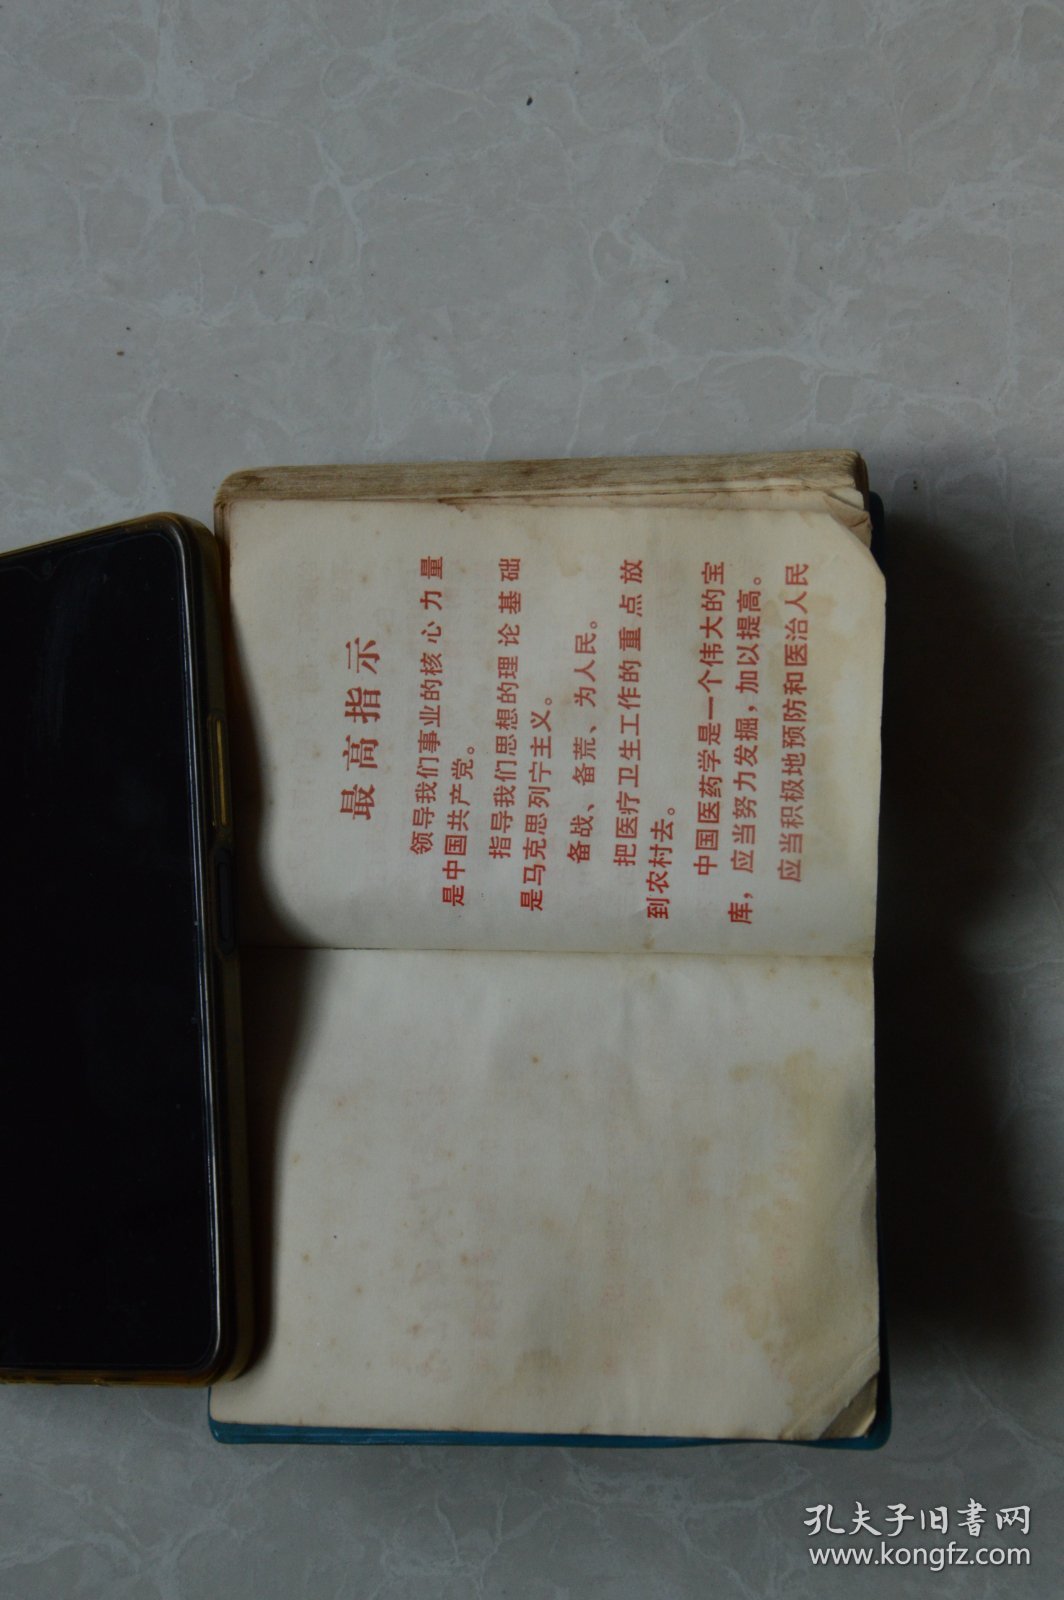 最高指示
领导我们事业的核心力量
是中国共产党。
指导我们思想的理论基础
是马克思列宁主义。
备战、备荒、为人民。
把医疗卫生工作的重点放
到农村去。
中国医药学是一个伟大的宝
库，应当努力发掘，加以提高。
应当积极地预防和医治人民
孔夫子旧書网
www.kongfz.com